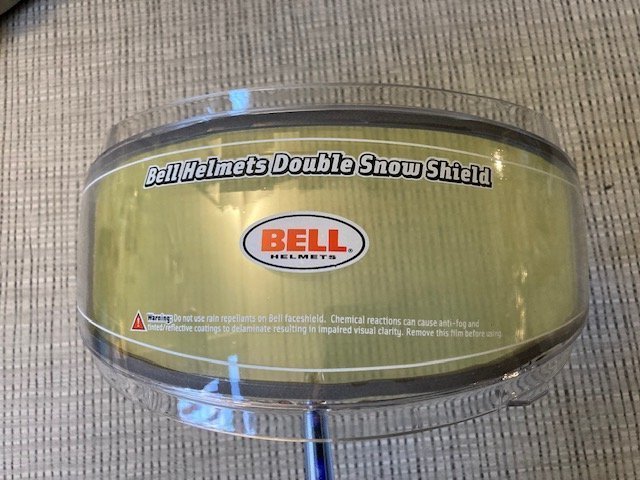 Bell Helmets Double Snow Shield
BELL®
HELMETS
Warning: Do not use rain repellants on Bell faceshield. Chemical reactions can cause anti-fog and
tinted/reflective coatings to delaminate resulting in impaired visual clarity. Remove this film before using.